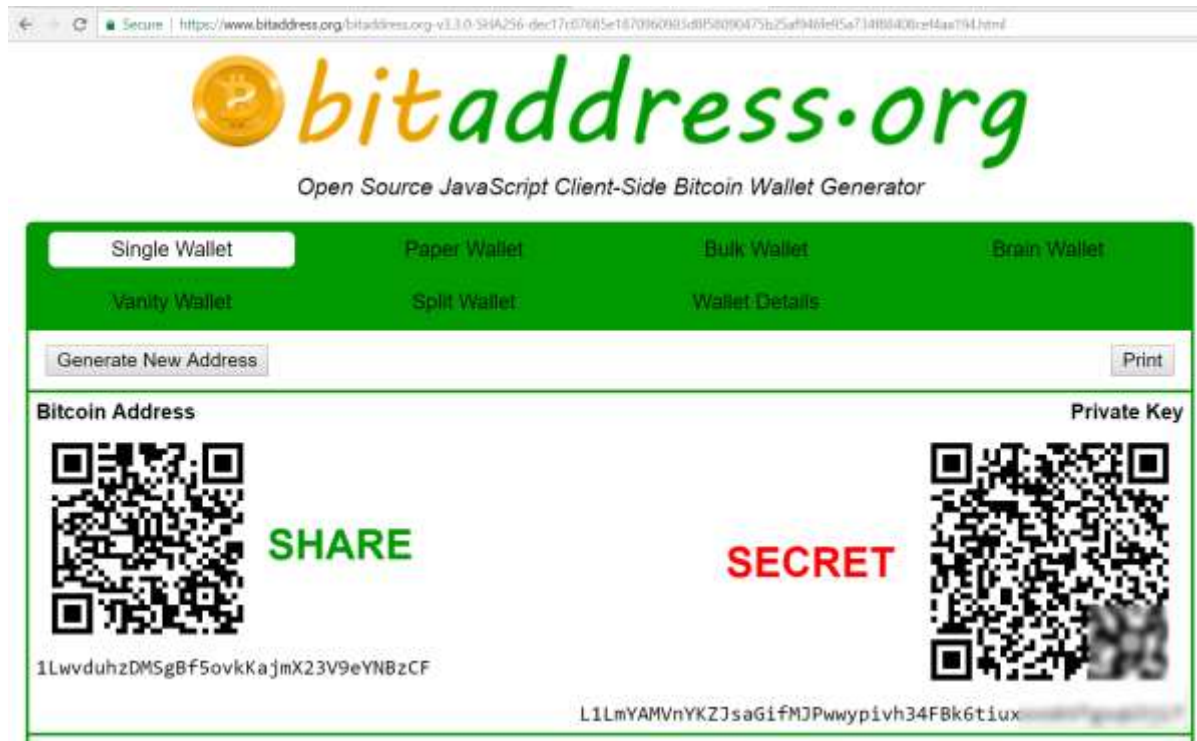 Secure | https://www.bitaddress.org
bitaddress.org
Open Source JavaScript Client-Side Bitcoin Wallet Generator
Single Wallet Paper Wallet Bulk Wallet Brain Wallet
Vanity Wallet Split Wallet Wallet Details
Generate New Address Print
Bitcoin Address Private Key
SHARE SECRET
1LwvduhzDMSgBf5ovkKajmX23V9eYNBzCF
L1LmYAMVnYKZJsaGifMJPwwypivh34FBk6tiux